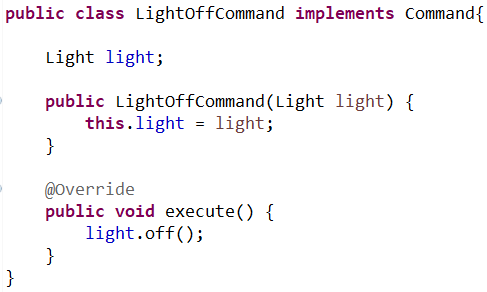 public class LightOffCommand implements Command{
Light light;
public LightOffCommand(Light light) {
this.light = light;
}
@Override
public void execute() {
light.off();
}
}